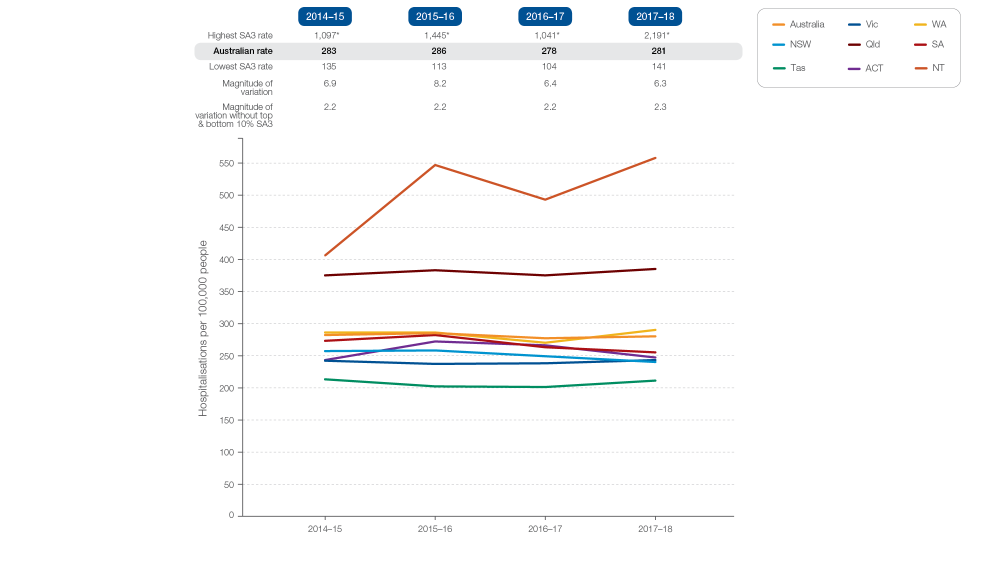 2014–15 2015–16 2016–17 2017–18
Highest SA3 rate 1,097* 1,445* 1,041* 2,191*
Australian rate 283 286 278 281
Lowest SA3 rate 135 113 104 141
Magnitude of 6.9 8.2 6.4 6.3
variation
Magnitude of 2.2 2.2 2.2 2.3
variation without top
& bottom 10% SA3
Australia Vic WA
NSW Qld SA
Tas ACT NT
Hospitalisations per 100,000 people
550
500
450
400
350
300
250
200
150
100
50
0
2014–15 2015–16 2016–17 2017–18